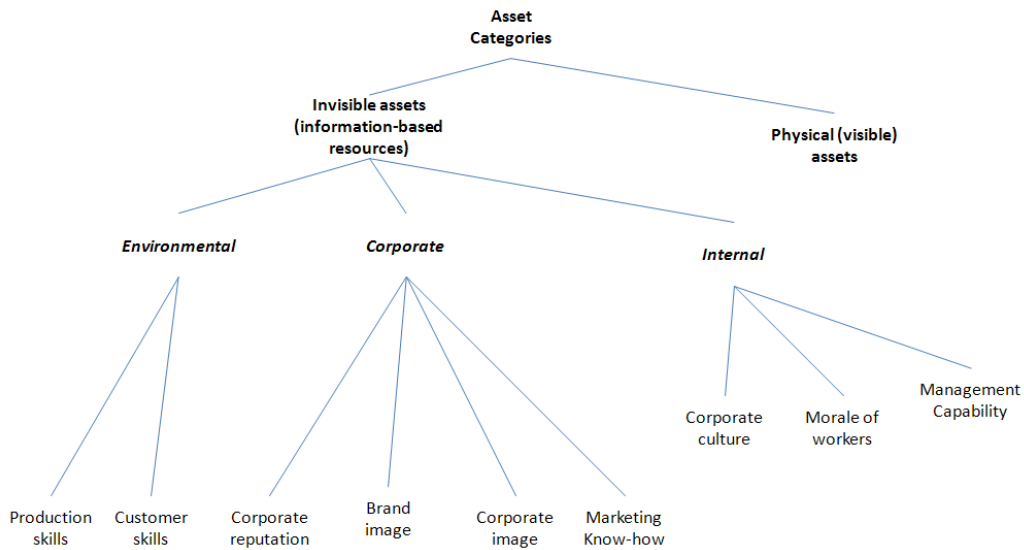 Asset
Categories
Invisible assets
(information-based
resources)
Physical (visible)
assets
Environmental
Corporate
Internal
Corporate
culture
Morale of
workers
Management
Capability
Production
skills
Customer
skills
Corporate
reputation
Brand
image
Corporate
image
Marketing
Know-how